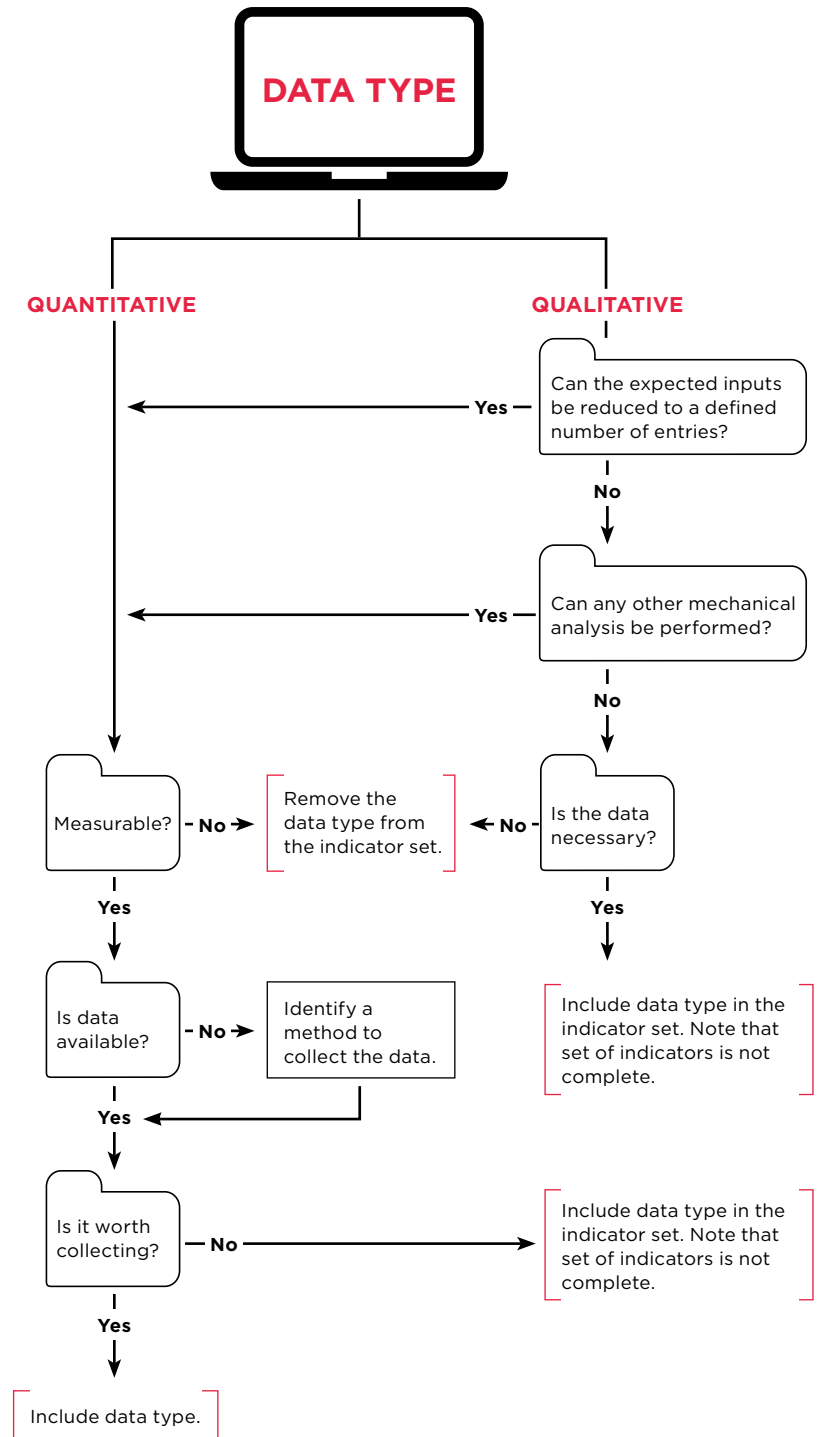 DATA TYPE
QUANTITATIVE
QUALITATIVE
Can the expected inputs
be reduced to a defined
number of entries?
Yes
No
Can any other mechanical
analysis be performed?
Yes
No
Measurable?
No
Remove the
data type from
the indicator set.
No
Is the data
necessary?
Yes
Yes
Is data
available?
No
Identify a
method to
collect the data.
Include data type in the
indicator set. Note that
set of indicators is not
complete.
Yes
Is it worth
collecting?
No
Include data type in the
indicator set. Note that
set of indicators is not
complete.
Yes
Include data type.